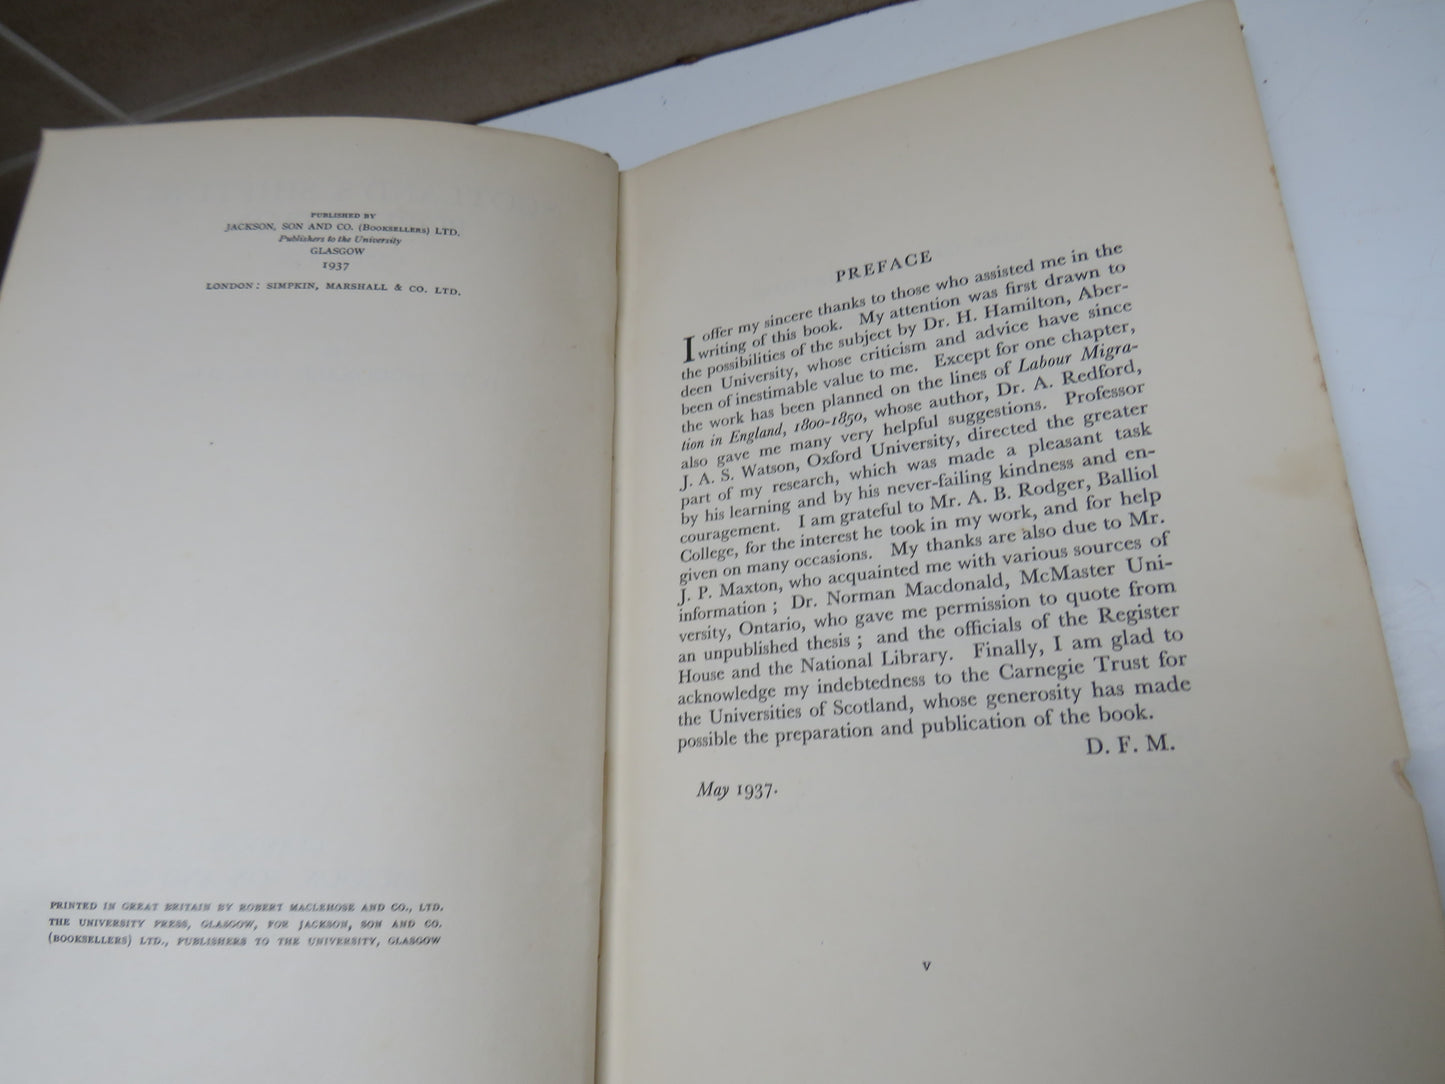 PUBLISHED BY
JACKSON, SON AND CO. (BOOKSELLERS) LTD.
Publishers to the University
GLASGOW
1937
LONDON: SIMPKIN, MARSHALL & CO. LTD.
PRINTED IN GREAT BRITAIN BY ROBERT MACLEHOSE AND CO., LTD.
THE UNIVERSITY PRESS, GLASGOW, FOR JACKSON, SON AND CO.
(BOOKSELLERS) LTD., PUBLISHERS TO THE UNIVERSITY, GLASGOW
PREFACE
I offer my sincere thanks to those who assisted me in the
writing of this book. My attention was first drawn to
the possibilities of the subject by Dr. H. Hamilton, Aber-
deen University, whose criticism and advice have since
been of inestimable value to me. Except for one chapter,
the work has been planned on the lines of Labour Migra-
tion in England, 1800-1850, whose author, Dr. A. Redford,
also gave me many very helpful suggestions. Professor
J. A. S. Watson, Oxford University, directed the greater
part of my research, which was made a pleasant task
by his learning and by his never-failing kindness and en-
couragement. I am grateful to Mr. A. B. Rodger, Balliol
College, for the interest he took in my work, and for help
given on many occasions. My thanks are also due to Mr.
J. P. Maxton, who acquainted me with various sources of
information ; Dr. Norman Macdonald, McMaster Uni-
versity, Ontario, who gave me permission to quote from
an unpublished thesis ; and the officials of the Register
House and the National Library. Finally, I am glad to
acknowledge my indebtedness to the Carnegie Trust for
the Universities of Scotland, whose generosity has made
possible the preparation and publication of the book.
D. F. M.
May 1937.
v